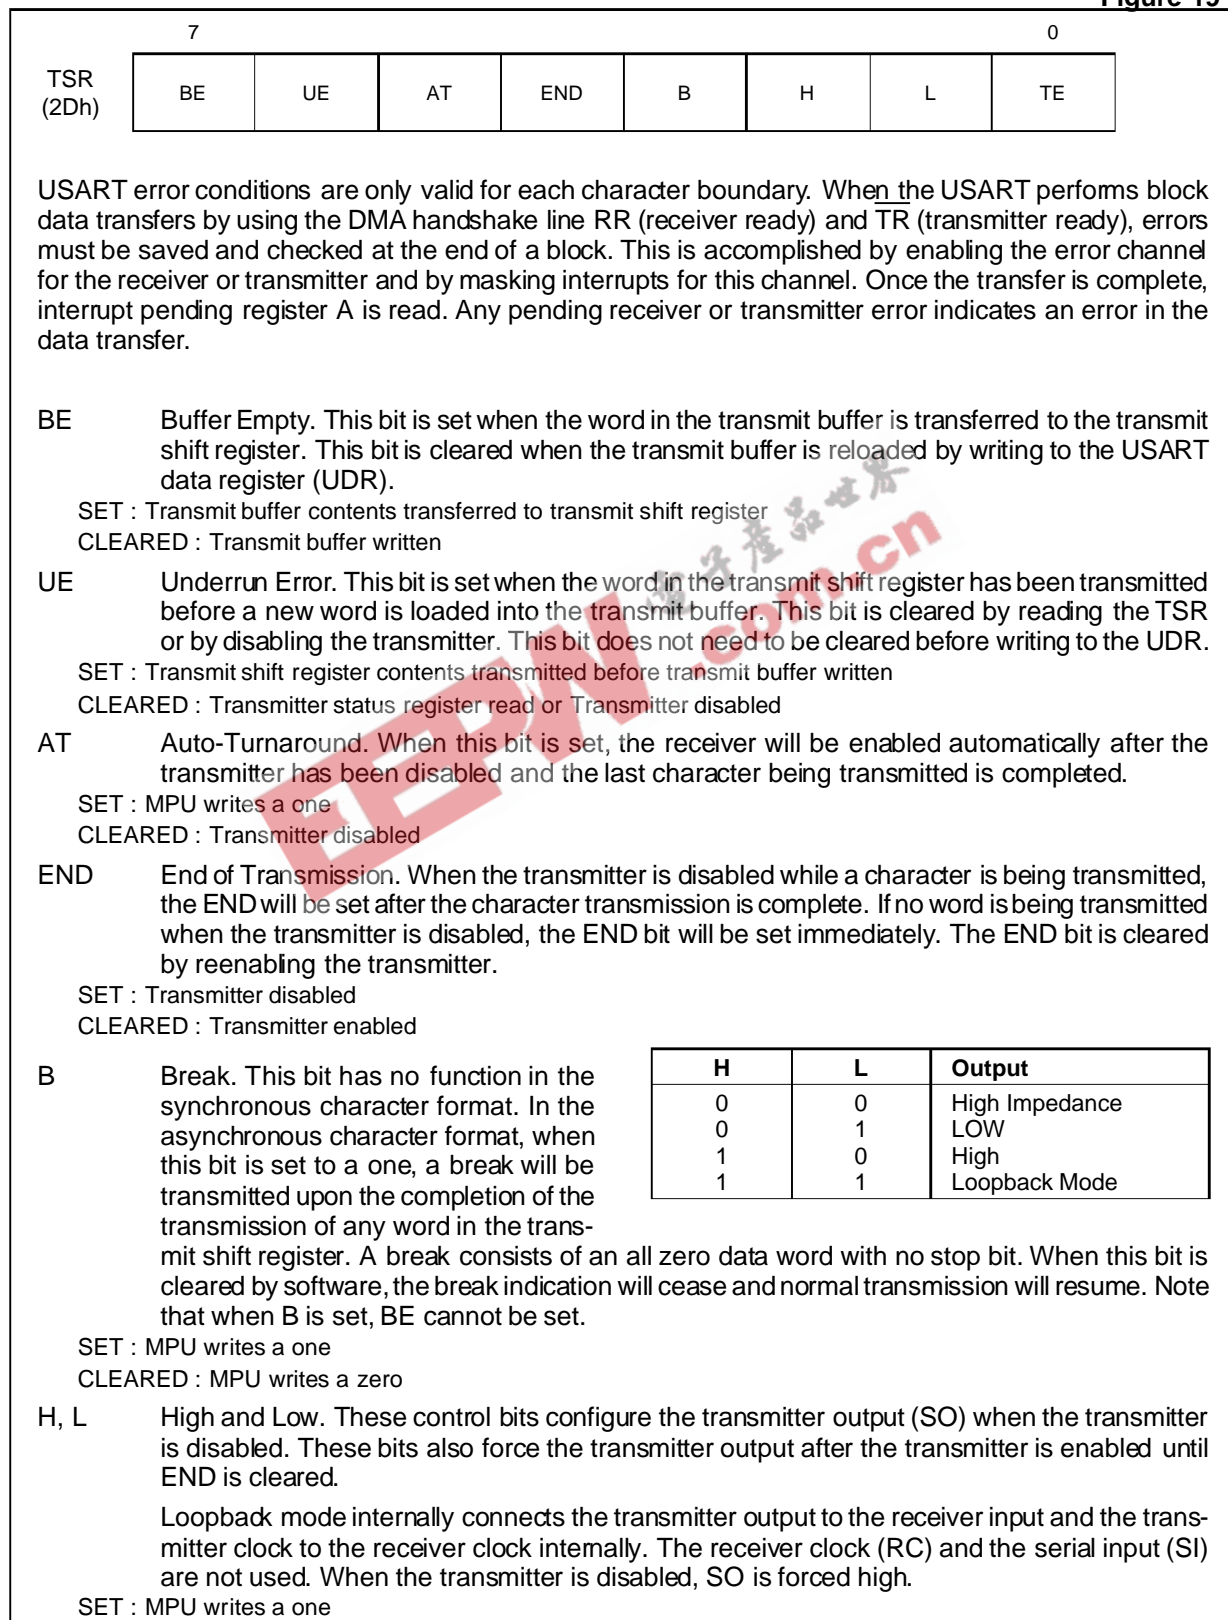 Figure 19
7 0
TSR
(2Dh)
BE UE AT END B H L TE
USART error conditions are only valid for each character boundary. When the USART performs block
data transfers by using the DMA handshake line RR (receiver ready) and TR (transmitter ready), errors
must be saved and checked at the end of a block. This is accomplished by enabling the error channel
for the receiver or transmitter and by masking interrupts for this channel. Once the transfer is complete,
interrupt pending register A is read. Any pending receiver or transmitter error indicates an error in the
data transfer.
BE Buffer Empty. This bit is set when the word in the transmit buffer is transferred to the transmit
shift register. This bit is cleared when the transmit buffer is reloaded by writing to the USART
data register (UDR).
SET : Transmit buffer contents transferred to transmit shift register
CLEARED : Transmit buffer written
UE Underrun Error. This bit is set when the word in the transmit shift register has been transmitted
before a new word is loaded into the transmit buffer. This bit is cleared by reading the TSR
or by disabling the transmitter. This bit does not need to be cleared before writing to the UDR.
SET : Transmit shift register contents transmitted before transmit buffer written
CLEARED : Transmitter status register read or Transmitter disabled
AT Auto-Turnaround. When this bit is set, the receiver will be enabled automatically after the
transmitter has been disabled and the last character being transmitted is completed.
SET : MPU writes a one
CLEARED : Transmitter disabled
END End of Transmission. When the transmitter is disabled while a character is being transmitted,
the END will be set after the character transmission is complete. If no word is being transmitted
when the transmitter is disabled, the END bit will be set immediately. The END bit is cleared
by reenabling the transmitter.
SET : Transmitter disabled
CLEARED : Transmitter enabled
B Break. This bit has no function in the
synchronous character format. In the
asynchronous character format, when
this bit is set to a one, a break will be
transmitted upon the completion of the
transmission of any word in the trans-
mit shift register. A break consists of an all zero data word with no stop bit. When this bit is
cleared by software, the break indication will cease and normal transmission will resume. Note
that when B is set, BE cannot be set.
H L Output
0 0 High Impedance
0 1 LOW
1 0 High
1 1 Loopback Mode
SET : MPU writes a one
CLEARED : MPU writes a zero
H, L High and Low. These control bits configure the transmitter output (SO) when the transmitter
is disabled. These bits also force the transmitter output after the transmitter is enabled until
END is cleared.
Loopback mode internally connects the transmitter output to the receiver input and the trans-
mitter clock to the receiver clock internally. The receiver clock (RC) and the serial input (SI)
are not used. When the transmitter is disabled, SO is forced high.
SET : MPU writes a one
EEPW
.com.cn
電子產品世界